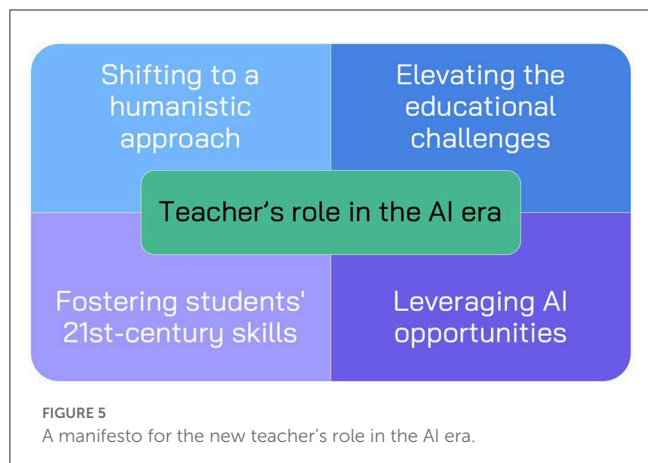 Shifting to a
humanistic
approach
Elevating the
educational
challenges
Teacher's role in the AI era
Fostering students'
21st-century skills
Leveraging AI
opportunities
FIGURE 5
A manifesto for the new teacher's role in the AI era.